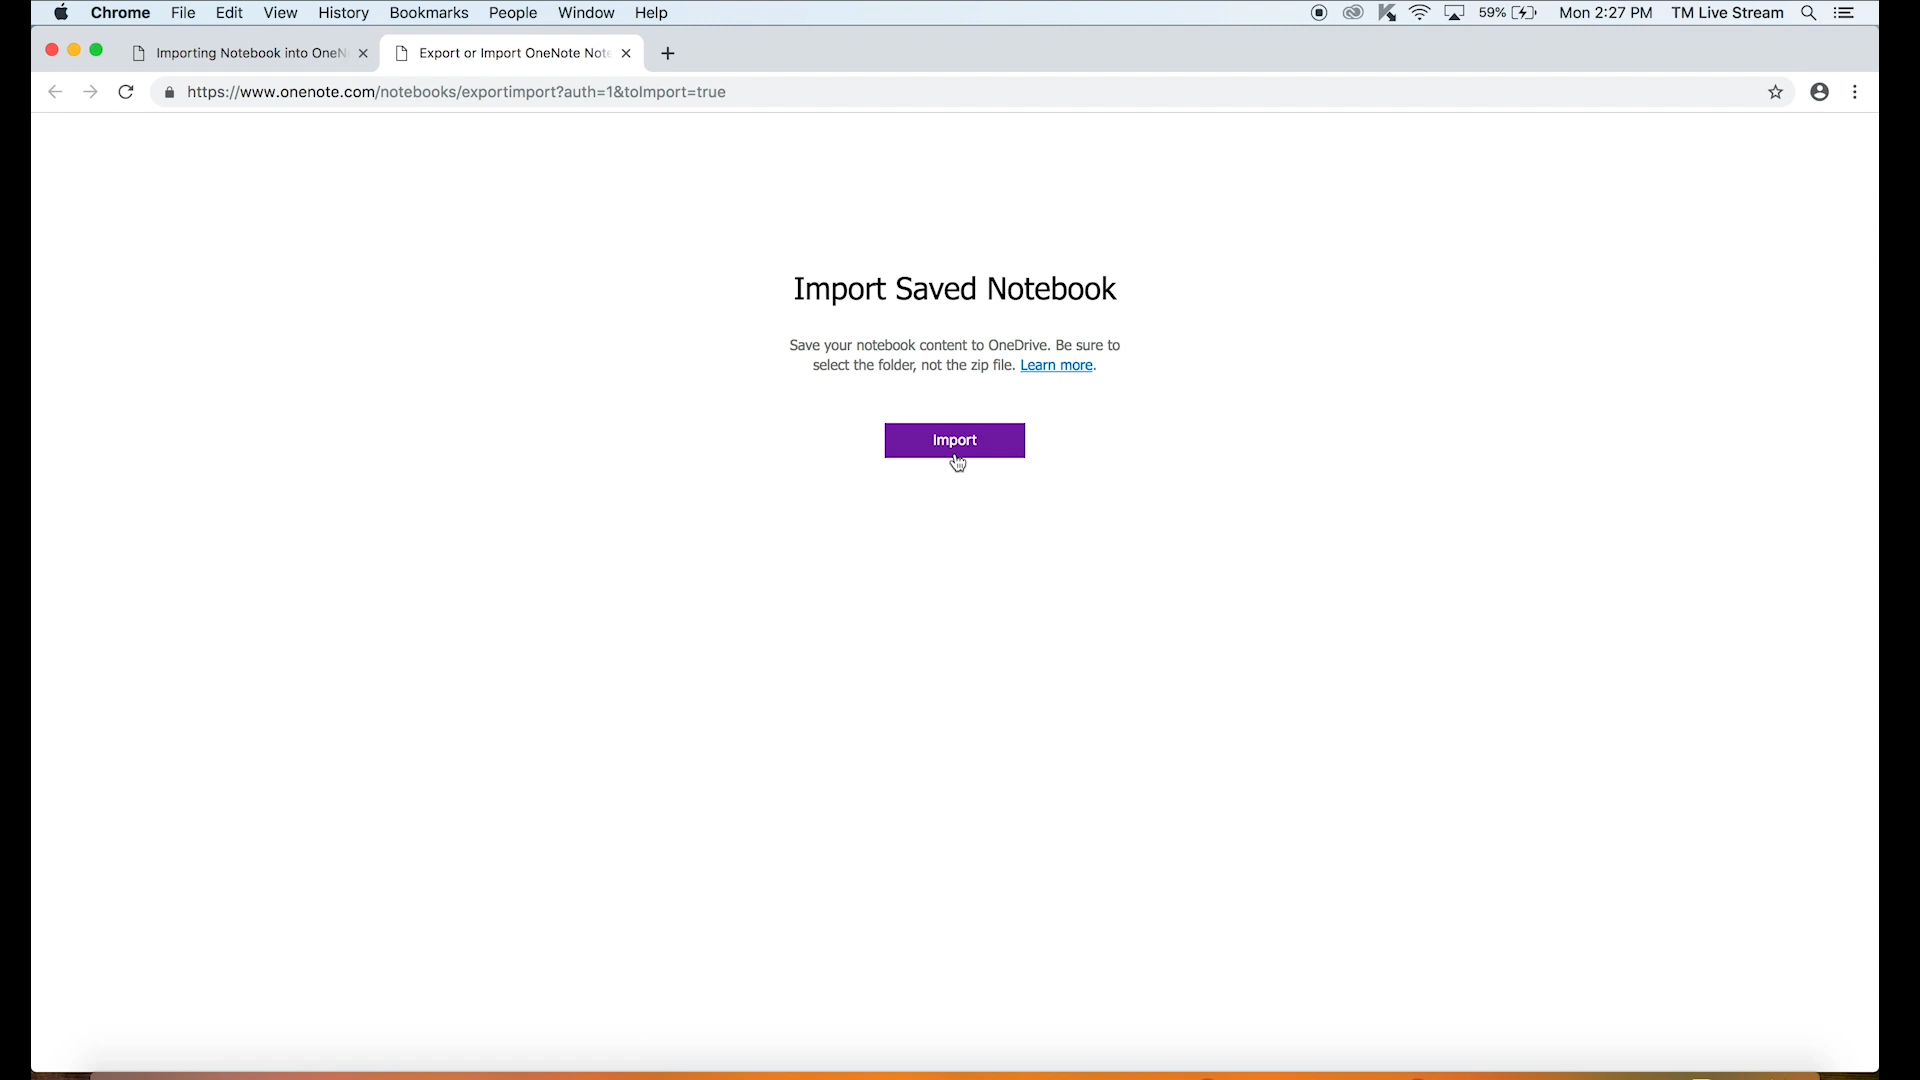 Chrome File Edit View History Bookmarks People Window Help 59% Mon 2:27 PM TM Live Stream
Importing Notebook into OneN Export or Import OneNote Note
https://www.onenote.com/notebooks/exportimport?auth=1&toImport=true
Import Saved Notebook
Save your notebook content to OneDrive. Be sure to
select the folder, not the zip file. Learn more.
Import